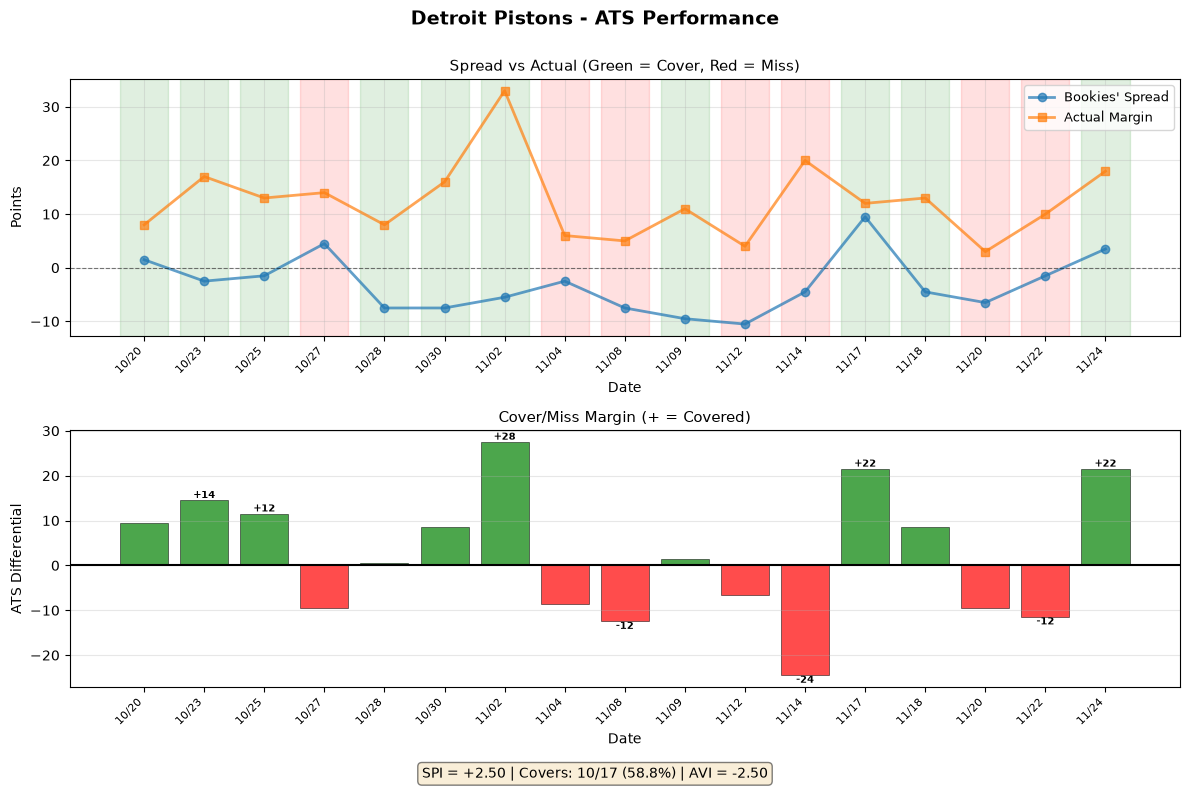 Detroit Pistons - ATS Performance
Spread vs Actual (Green = Cover, Red = Miss)
Bookies' Spread
Actual Margin
Points
30
20
10
0
−10
10/20 10/23 10/25 10/27 10/28 10/30 11/02 11/04 11/08 11/09 11/12 11/14 11/17 11/18 11/20 11/22 11/24
Date
Cover/Miss Margin (+ = Covered)
ATS Differential
30
20
10
0
−10
−20
+14 +12 +28 -12 -24 +22 -12 +22
10/20 10/23 10/25 10/27 10/28 10/30 11/02 11/04 11/08 11/09 11/12 11/14 11/17 11/18 11/20 11/22 11/24
Date
SPI = +2.50 | Covers: 10/17 (58.8%) | AVI = -2.50